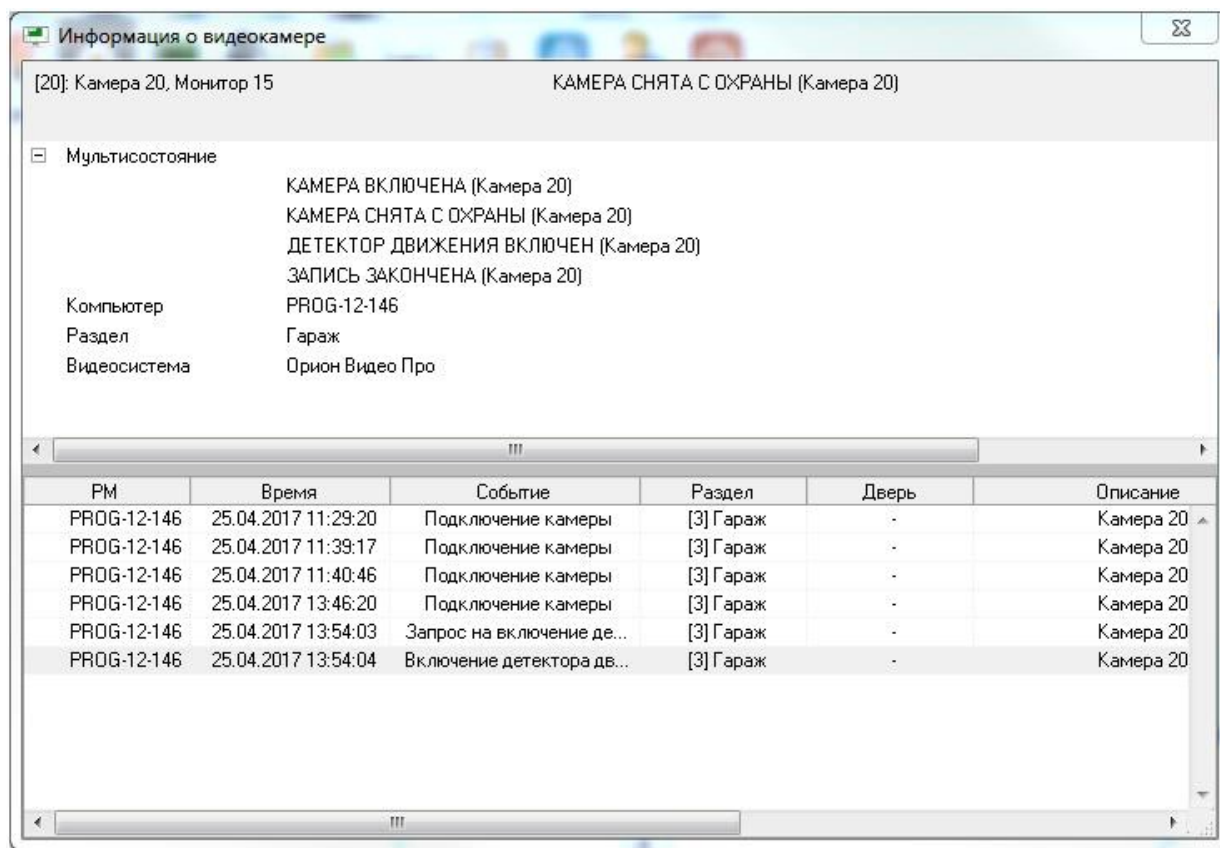 Информация о видеокамере
[20]: Камера 20, Монитор 15 КАМЕРА СНЯТА С ОХРАНЫ (Камера 20)
Мультисостояние
КАМЕРА ВКЛЮЧЕНА (Камера 20)
КАМЕРА СНЯТА С ОХРАНЫ (Камера 20)
ДЕТЕКТОР ДВИЖЕНИЯ ВКЛЮЧЕН (Камера 20)
ЗАПИСЬ ЗАКОНЧЕНА (Камера 20)
Компьютер PROG-12-146
Раздел Гараж
Видеосистема Орион Видео Про
РМ Время Событие Раздел Дверь Описание
PROG-12-146 25.04.2017 11:29:20 Подключение камеры [3] Гараж - Камера 20
PROG-12-146 25.04.2017 11:39:17 Подключение камеры [3] Гараж - Камера 20
PROG-12-146 25.04.2017 11:40:46 Подключение камеры [3] Гараж - Камера 20
PROG-12-146 25.04.2017 13:46:20 Подключение камеры [3] Гараж - Камера 20
PROG-12-146 25.04.2017 13:54:03 Запрос на включение де... [3] Гараж - Камера 20
PROG-12-146 25.04.2017 13:54:04 Включение детектора дв... [3] Гараж - Камера 20